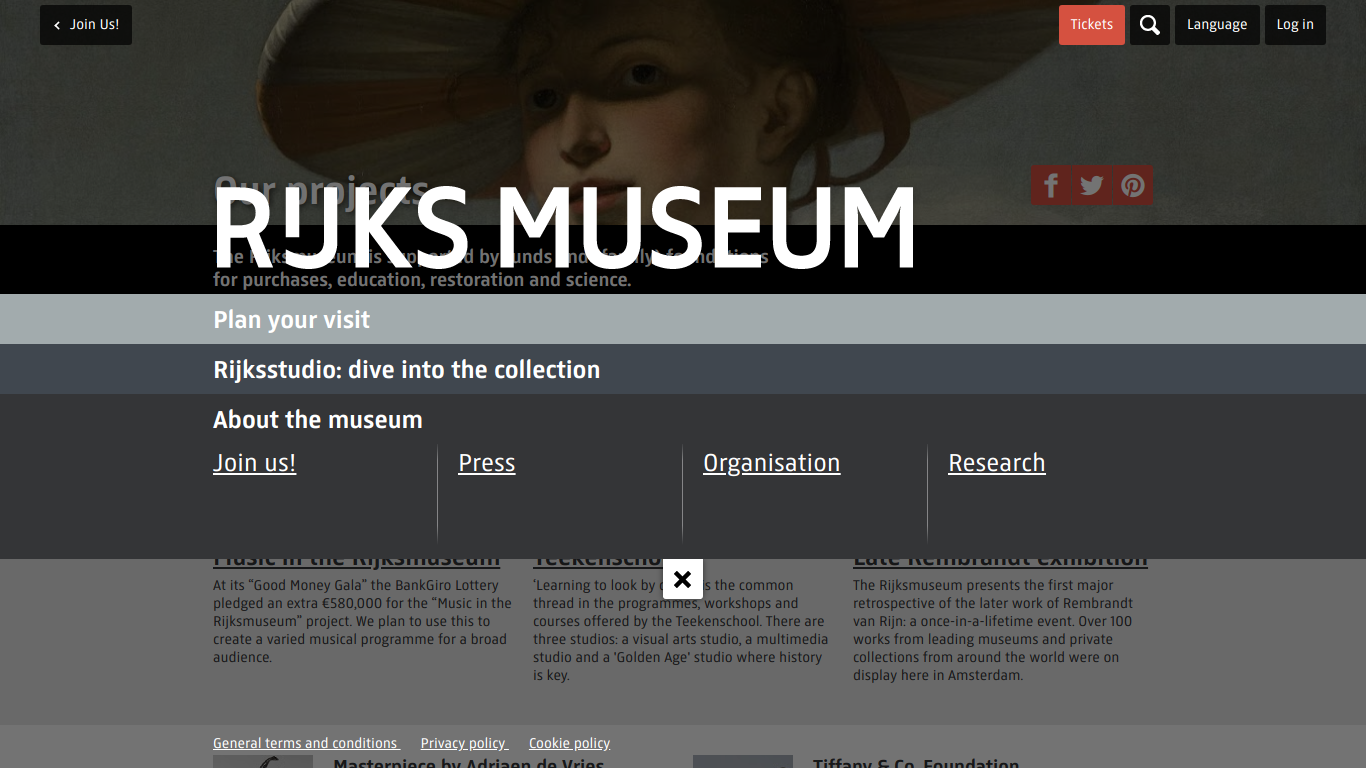 Join Us!
Tickets
Language
Log in
Our projects
RIJKS MUSEUM
The Rijksmuseum is supported by funds and (family) foundations
for purchases, education, restoration and science.
Plan your visit
Rijksstudio: dive into the collection
About the museum
Join us!
Press
Organisation
Research
Music in the Rijksmuseum
At its “Good Money Gala” the BankGiro Lottery
pledged an extra €580,000 for the “Music in the
Rijksmuseum” project. We plan to use this to
create a varied musical programme for a broad
audience.
Teekenschool
‘Learning to look by is the common
thread in the programmes, workshops and
courses offered by the Teekenschool. There are
three studios: a visual arts studio, a multimedia
studio and a ‘Golden Age' studio where history
is key.
Late Rembrandt exhibition
The Rijksmuseum presents the first major
retrospective of the later work of Rembrandt
van Rijn: a once-in-a-lifetime event. Over 100
works from leading museums and private
collections from around the world were on
display here in Amsterdam.
General terms and conditions
Privacy policy
Cookie policy
Masterpiece by Adriaen de Vries
Tiffany & Co. Foundation